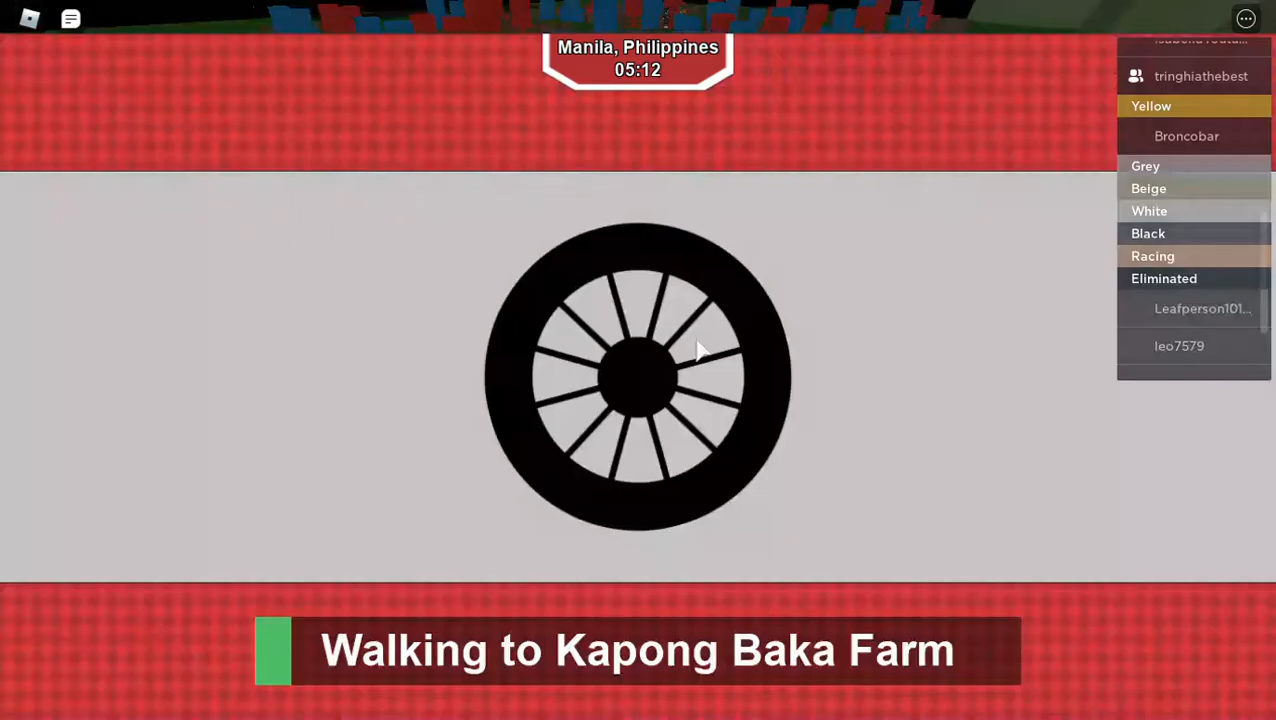 Manila, Philippines
05:12
tringhiathebest
Yellow
Broncobar
Grey
Beige
White
Black
Racing
Eliminated
Leafperson101...
leo7579
Walking to Kapong Baka Farm